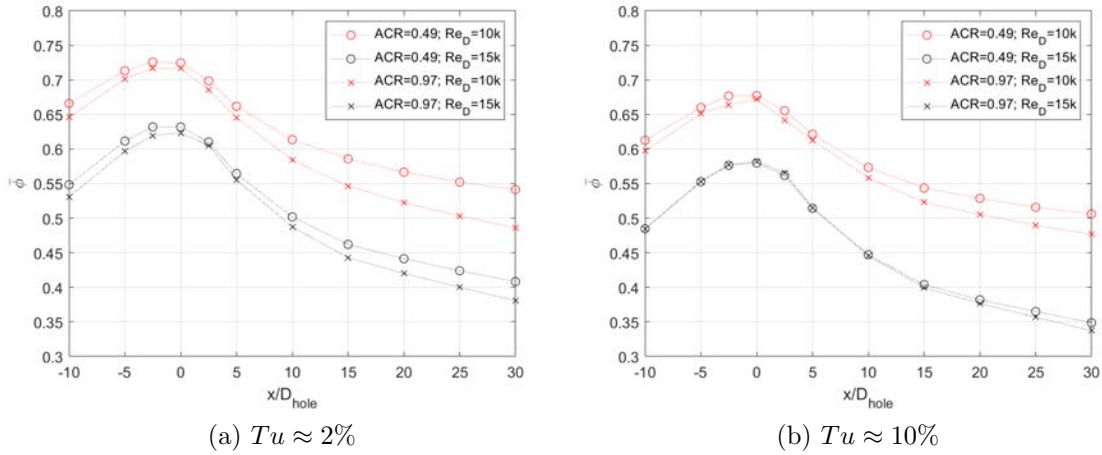 0.8
0.75
0.7
0.65
0.6
0.55
0.5
0.45
0.4
0.35
0.3
ϕ̄
-10 -5 0 5 10 15 20 25 30
x/D_hole
ACR=0.49; Re_D=10k
ACR=0.49; Re_D=15k
ACR=0.97; Re_D=10k
ACR=0.97; Re_D=15k
(a) Tu ≈ 2%
0.8
0.75
0.7
0.65
0.6
0.55
0.5
0.45
0.4
0.35
0.3
ϕ̄
-10 -5 0 5 10 15 20 25 30
x/D_hole
ACR=0.49; Re_D=10k
ACR=0.49; Re_D=15k
ACR=0.97; Re_D=10k
ACR=0.97; Re_D=15k
(b) Tu ≈ 10%